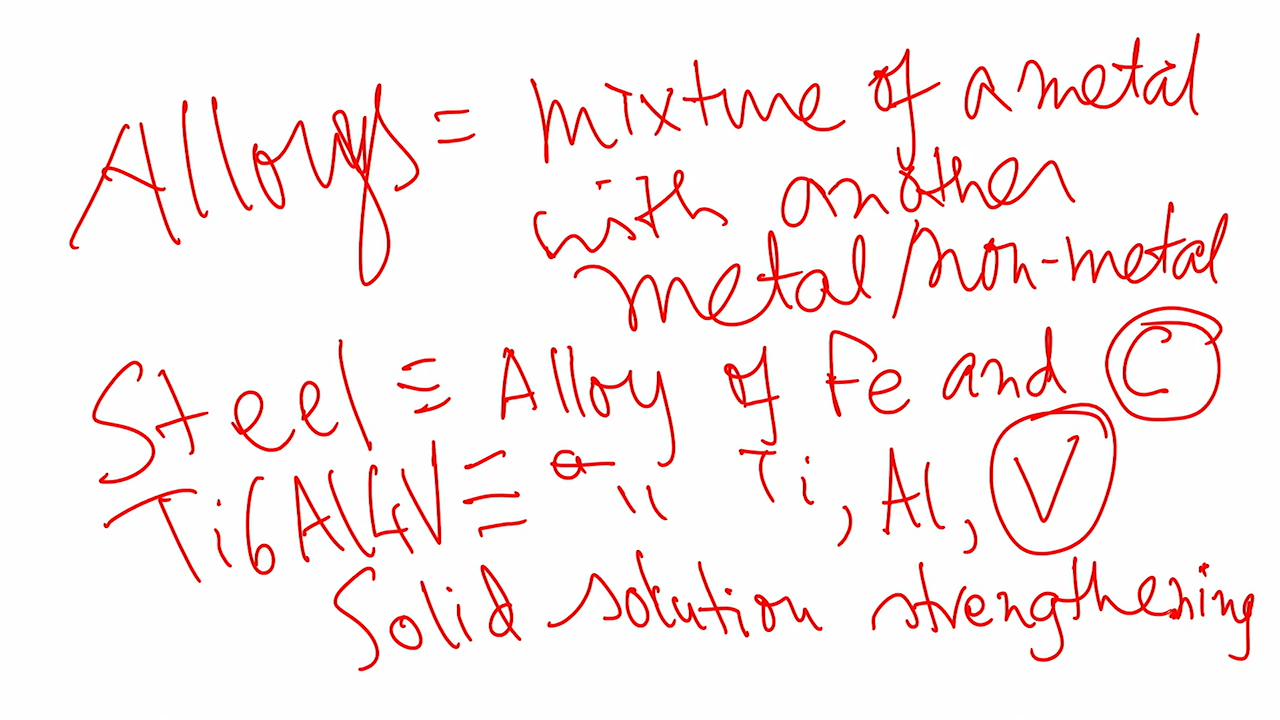 Alloys = mixture of a metal
with another
metal/non-metal
Steel ≡ Alloy of Fe and C
Ti6Al4V ≡ " Ti, Al, V
Solid solution strengthening